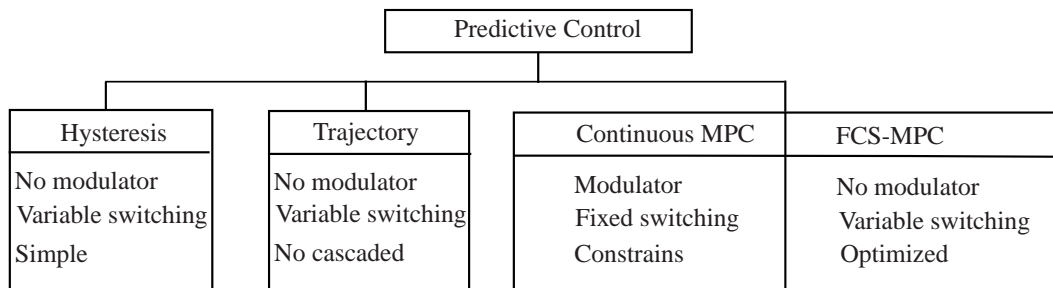 Predictive Control
Hysteresis
No modulator
Variable switching
Simple
Trajectory
No modulator
Variable switching
No cascaded
Continuous MPC
Modulator
Fixed switching
Constrains
FCS-MPC
No modulator
Variable switching
Optimized